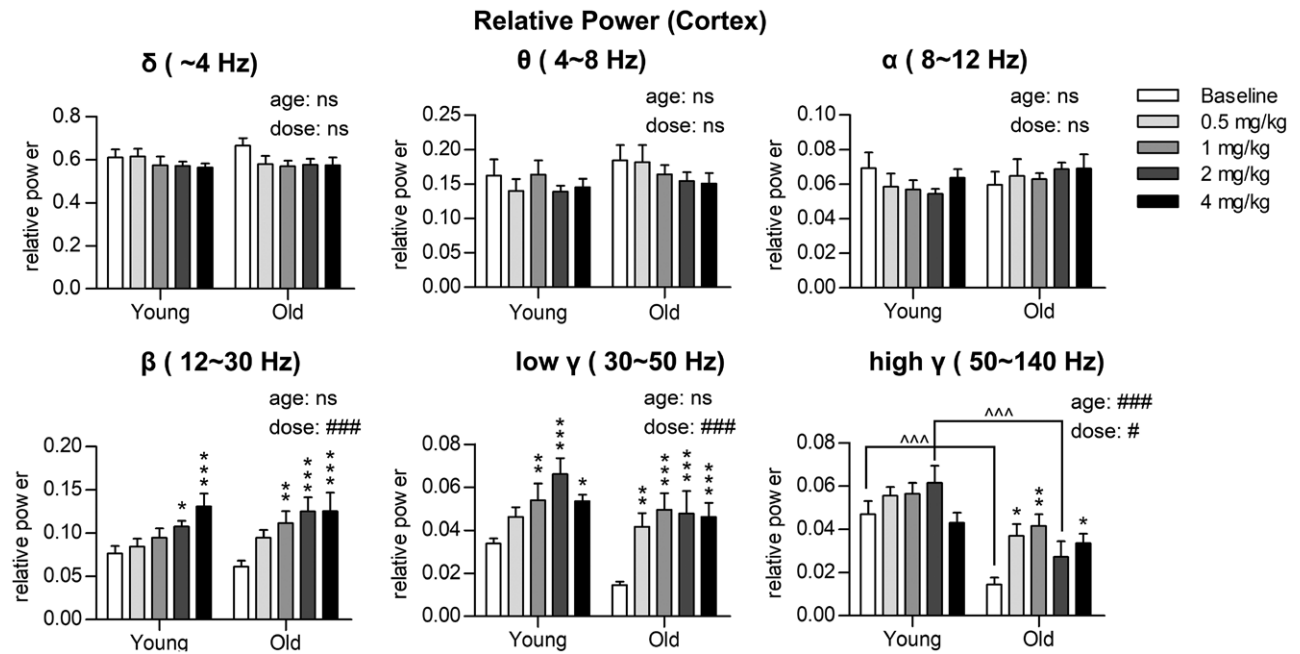 Relative Power (Cortex)
δ ( ~4 Hz)
age: ns
dose: ns
relative power
0.8
0.6
0.4
0.2
0.0
Young
Old
θ ( 4~8 Hz)
age: ns
dose: ns
relative power
0.25
0.20
0.15
0.10
0.05
0.00
Young
Old
α ( 8~12 Hz)
age: ns
dose: ns
relative power
0.10
0.08
0.06
0.04
0.02
0.00
Young
Old
Baseline
0.5 mg/kg
1 mg/kg
2 mg/kg
4 mg/kg
β ( 12~30 Hz)
age: ns
dose: ###
relative power
0.20
0.15
0.10
0.05
0.00
*
***
**
***
***
Young
Old
low γ ( 30~50 Hz)
age: ns
dose: ###
relative power
0.08
0.06
0.04
0.02
0.00
**
***
*
**
***
***
***
Young
Old
high γ ( 50~140 Hz)
age: ###
dose: #
relative power
0.08
0.06
0.04
0.02
0.00
^^^
^^^
*
**
*
Young
Old